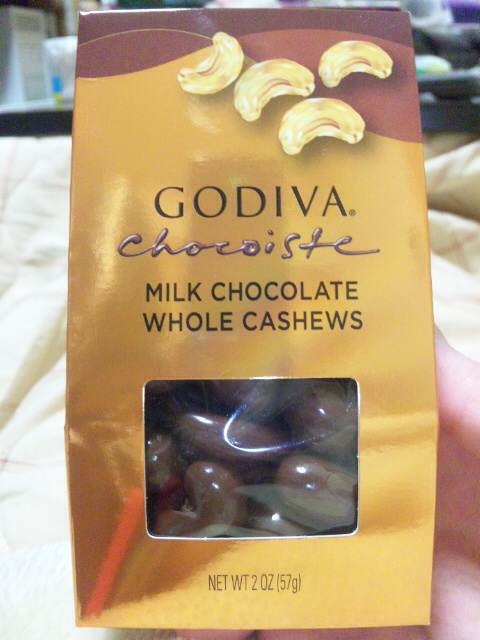 GODIVA®
chocoiste
MILK CHOCOLATE
WHOLE CASHEWS
NET WT 2 OZ (57g)